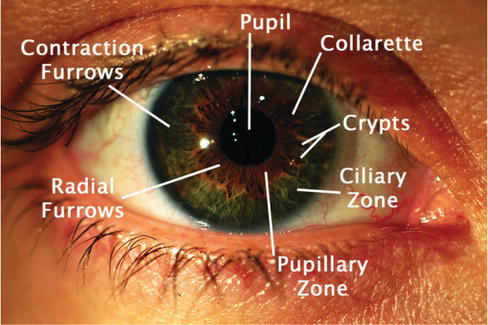 Pupil
Contraction
Furrows
Collarette
Crypts
Radial
Furrows
Ciliary
Zone
Pupillary
Zone